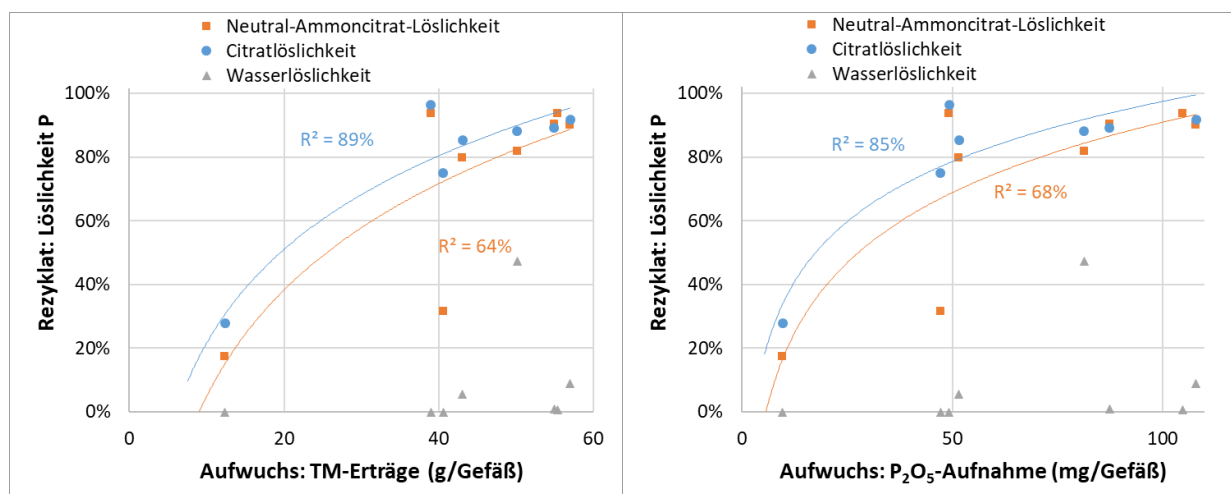 Neutral-Ammoncitrat-Löslichkeit
Citratlöslichkeit
Wasserlöslichkeit
100%
80%
60%
40%
20%
0%
R² = 89%
R² = 64%
Rezyklat: Löslichkeit P
0 20 40 60
Aufwuchs: TM-Erträge (g/Gefäß)
Neutral-Ammoncitrat-Löslichkeit
Citratlöslichkeit
Wasserlöslichkeit
100%
80%
60%
40%
20%
0%
R² = 85%
R² = 68%
Rezyklat: Löslichkeit P
0 50 100
Aufwuchs: P₂O₅-Aufnahme (mg/Gefäß)